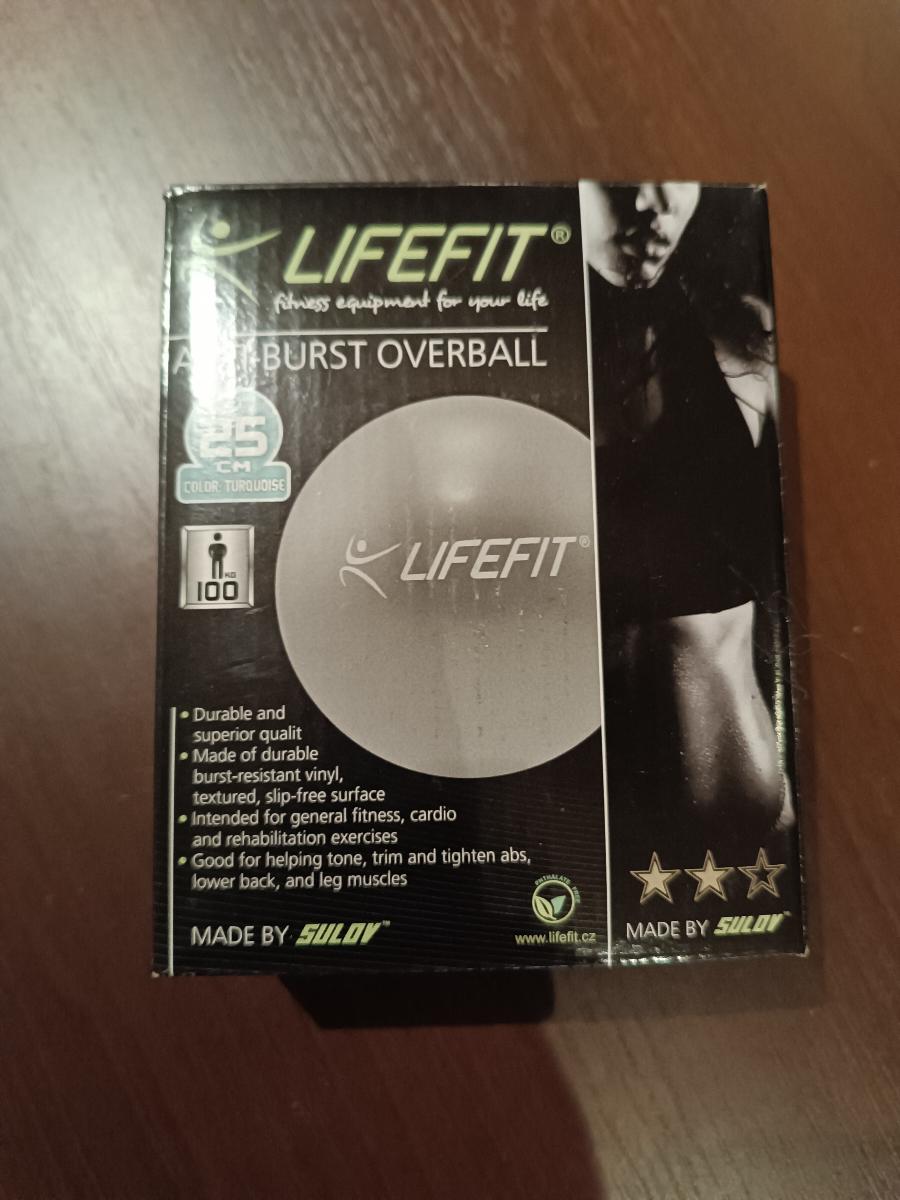 LIFEFIT®
fitness equipment for your life
ANTI-BURST OVERBALL
25
CM
COLOR: TURQUOISE
KG
100
LIFEFIT®
• Durable and
superior qualit
• Made of durable
burst-resistant vinyl,
textured, slip-free surface
• Intended for general fitness, cardio
and rehabilitation exercises
• Good for helping tone, trim and tighten abs,
lower back, and leg muscles
PHTHALATE FREE
MADE BY SULOV™
www.lifefit.cz
MADE BY SULOV™